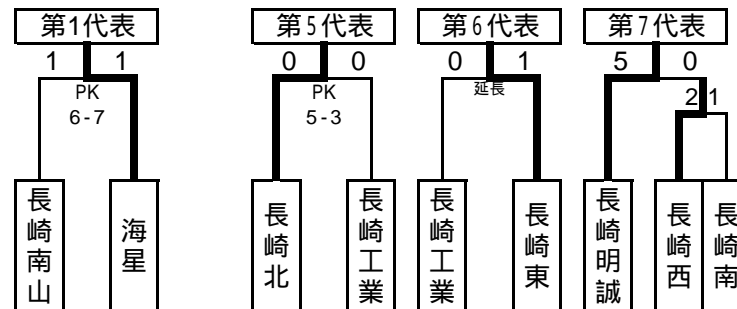 第1代表 第5代表 第6代表 第7代表
1 1 0 0 0 1 5 0
PK PK 延長
6-7 5-3
2 1
長崎南山
海星
長崎北
長崎工業
長崎工業
長崎東
長崎明誠
長崎西
長崎南